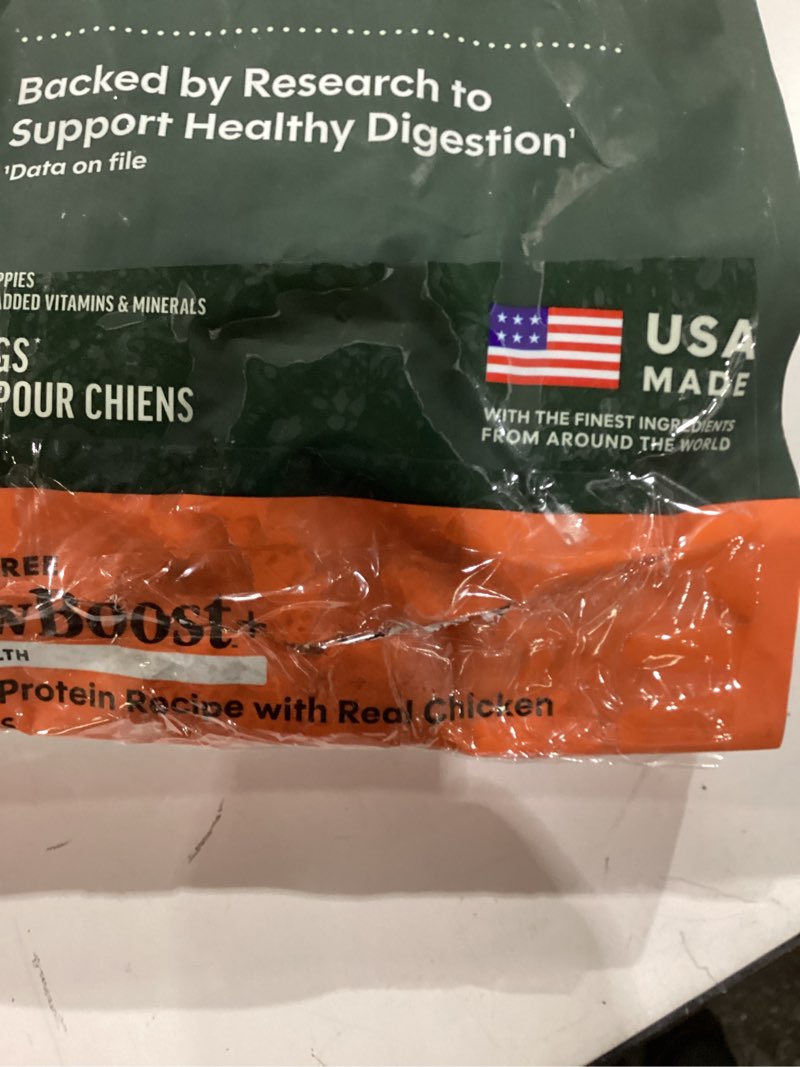 Backed by Research to
Support Healthy Digestion¹
¹Data on file
PPIES
ADDED VITAMINS & MINERALS
GS*
POUR CHIENS
USA
MADE
WITH THE FINEST INGREDIENTS
FROM AROUND THE WORLD
REE
wBoost+
LTH
Protein Recipe with Real Chicken
S